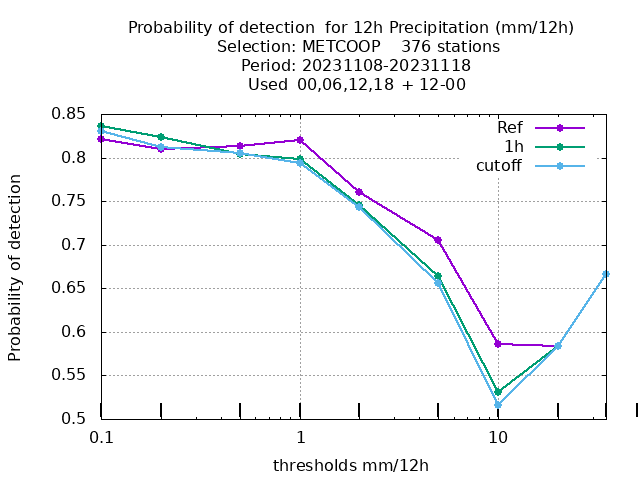 Probability of detection  for 12h Precipitation (mm/12h)
Selection: METCOOP    376 stations
Period: 20231108-20231118
Used  00,06,12,18  + 12-00
Ref
1h
cutoff
0.85
0.8
0.75
0.7
0.65
0.6
0.55
0.5
Probability of detection
0.1 1 10
thresholds mm/12h